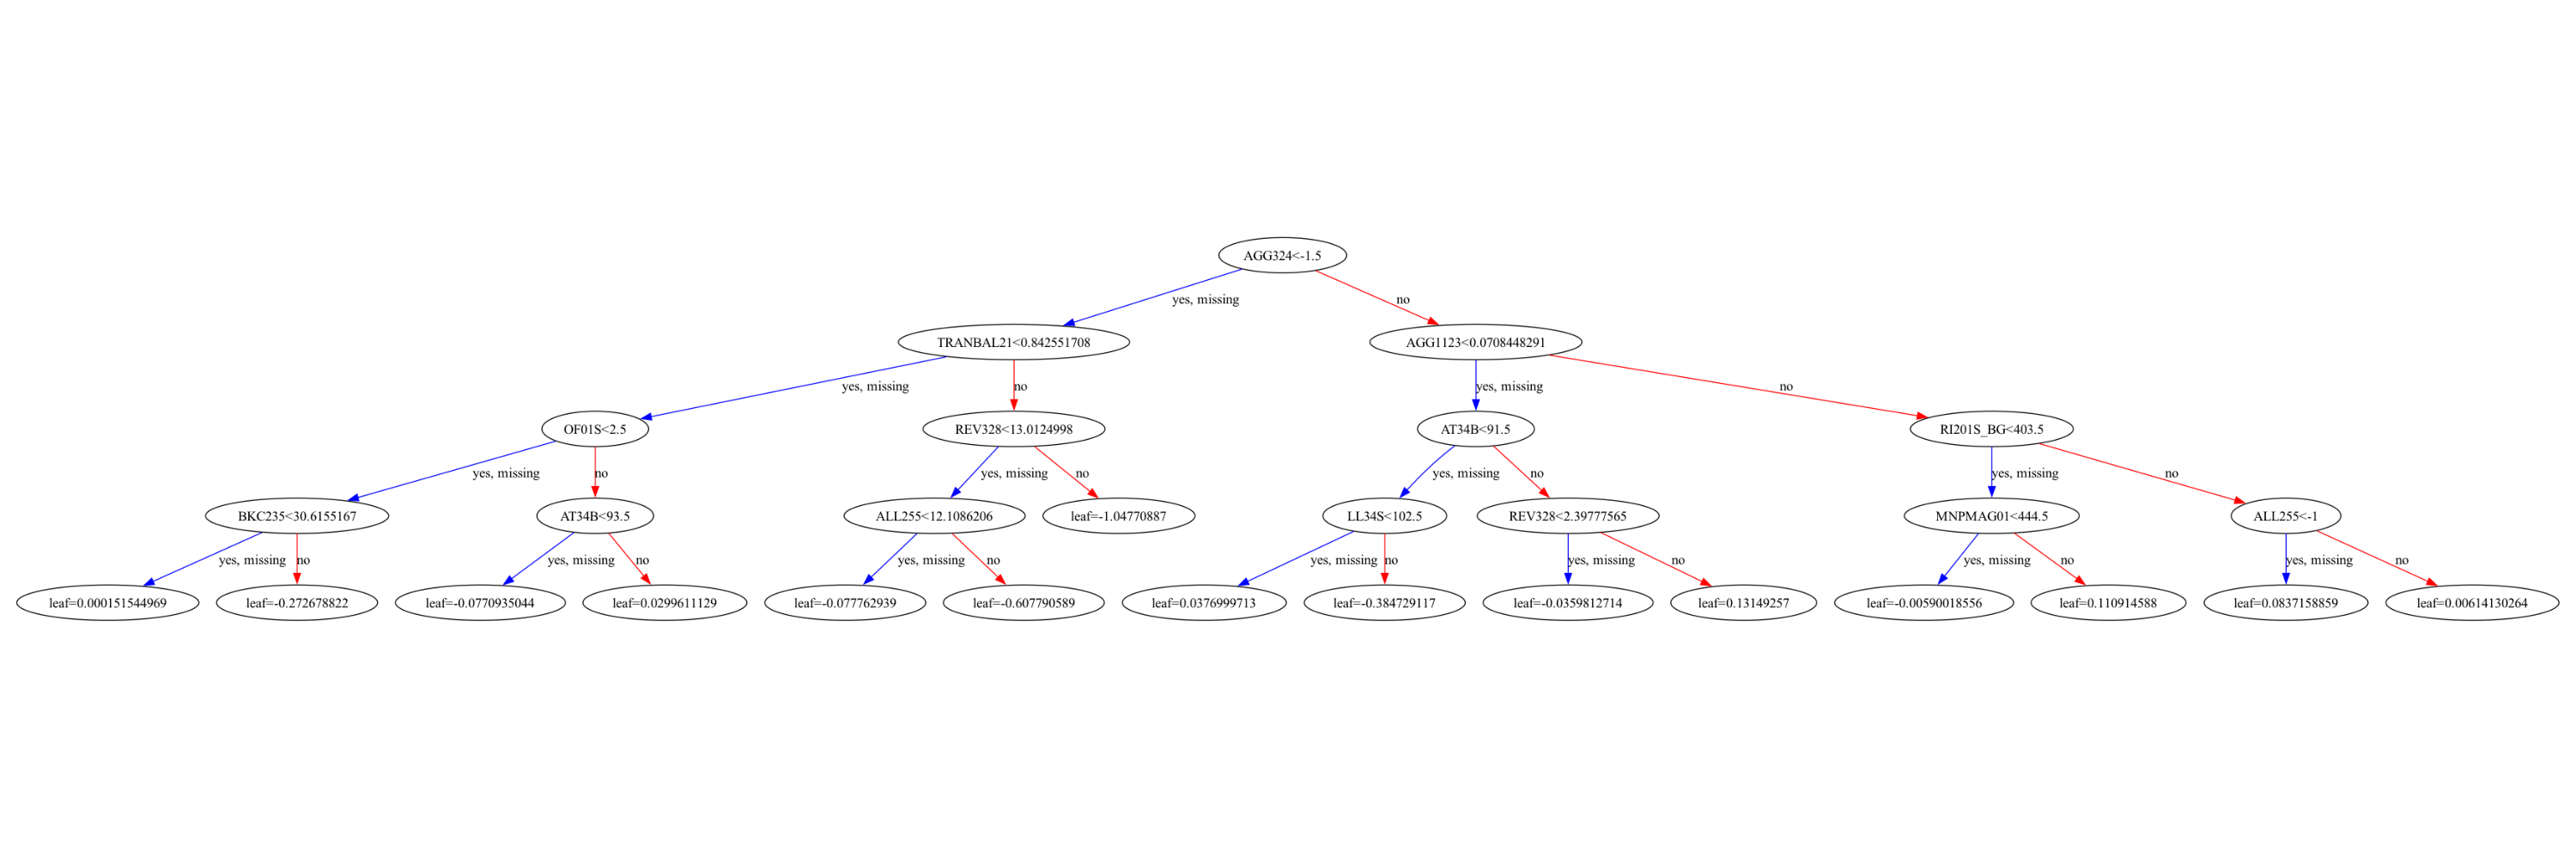 AGG324<-1.5
yes, missing
no
TRANBAL21<0.842551708
AGG1123<0.0708448291
yes, missing
no
yes, missing
no
OF01S<2.5
REV328<13.0124998
AT34B<91.5
RI201S_BG<403.5
yes, missing
no
yes, missing
no
yes, missing
no
yes, missing
no
BKC235<30.6155167
AT34B<93.5
ALL255<12.1086206
leaf=-1.04770887
LL34S<102.5
REV328<2.39777565
MNPMAG01<444.5
ALL255<-1
yes, missing
no
yes, missing
no
yes, missing
no
yes, missing
no
yes, missing
no
yes, missing
no
yes, missing
no
leaf=0.000151544969
leaf=-0.272678822
leaf=-0.0770935044
leaf=0.0299611129
leaf=-0.077762939
leaf=-0.607790589
leaf=0.0376999713
leaf=-0.384729117
leaf=-0.0359812714
leaf=0.13149257
leaf=-0.00590018556
leaf=0.110914588
leaf=0.0837158859
leaf=0.00614130264